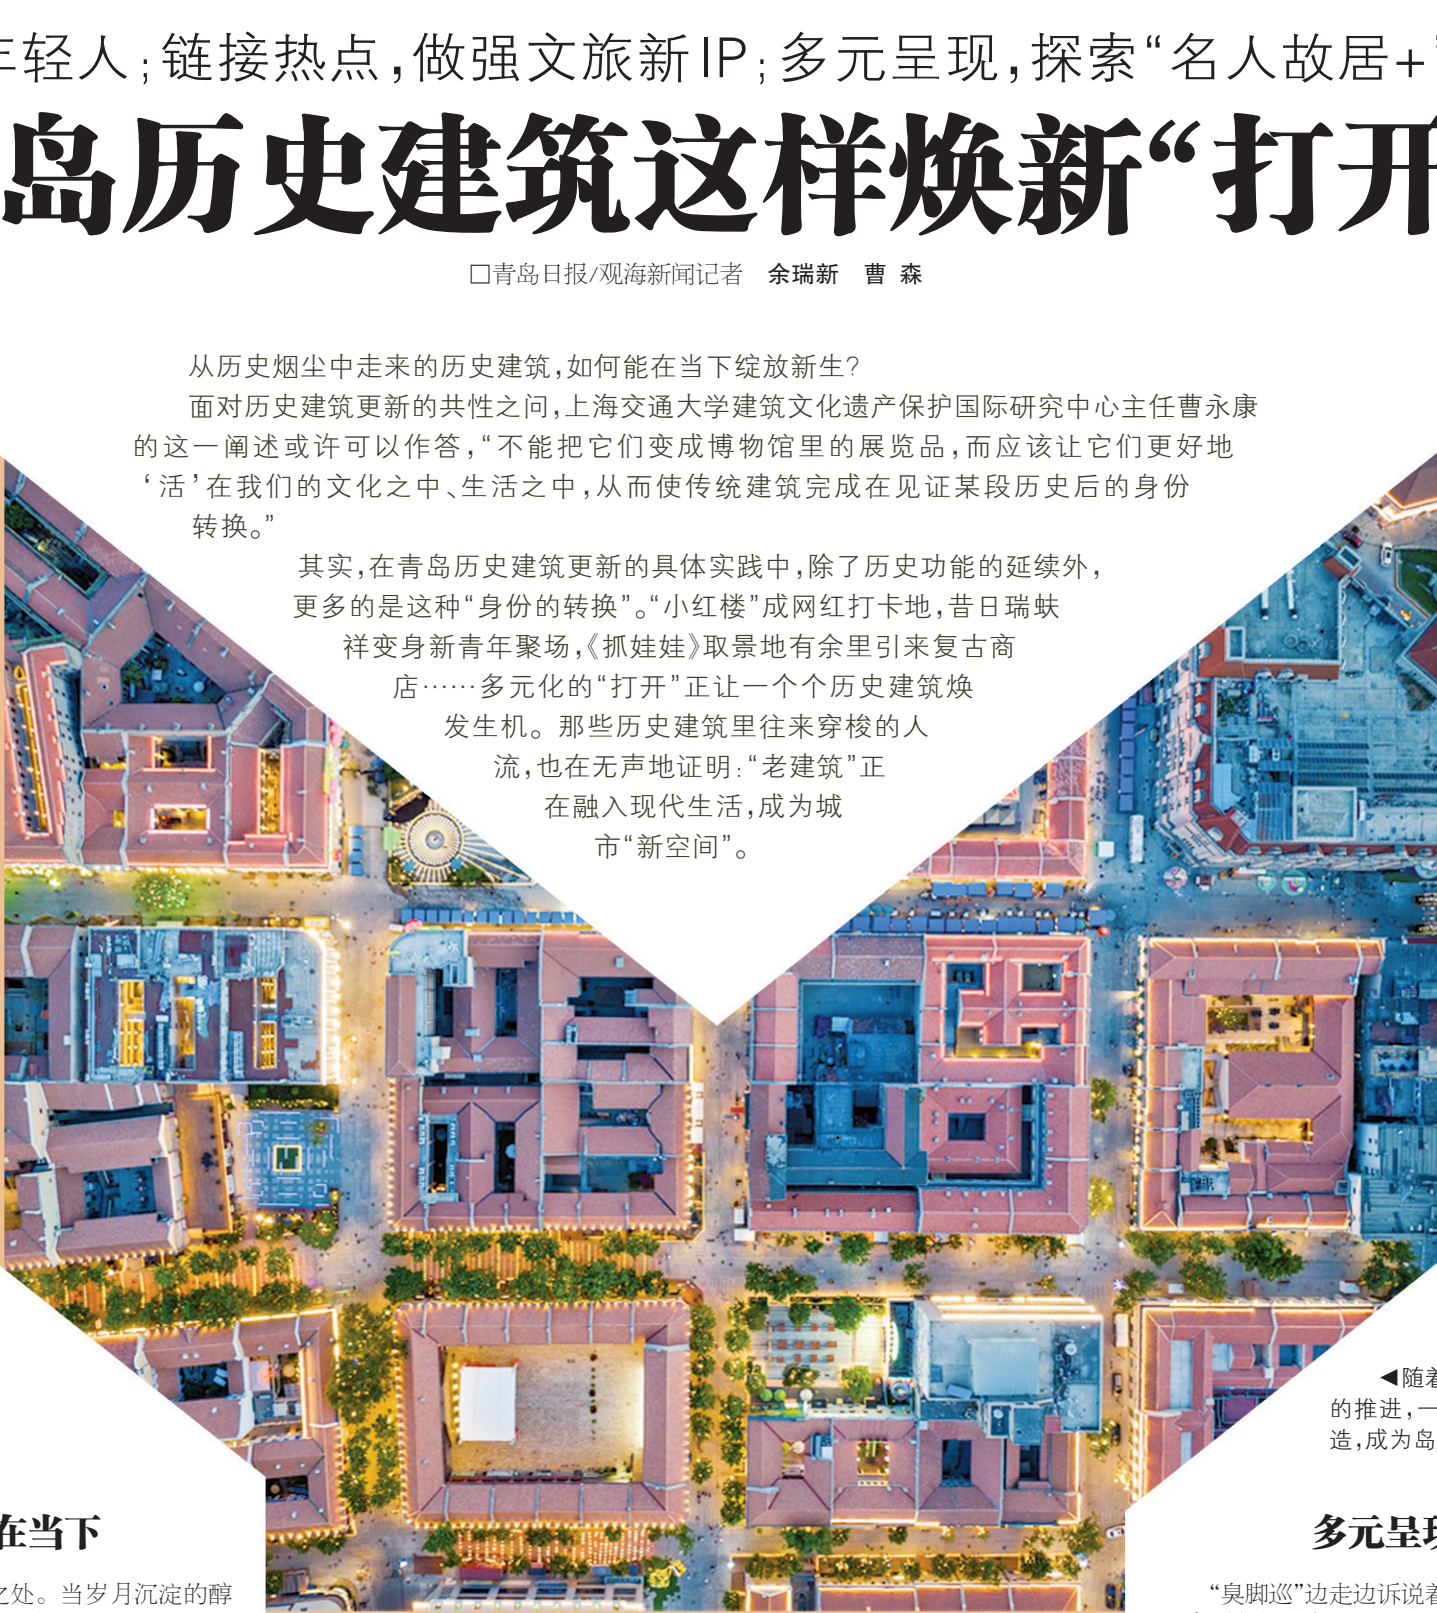 轻人；链接热点，做强文旅新IP；多元呈现，探索“名人故居+
岛历史建筑这样焕新“打开
□青岛日报/观海新闻记者 余瑞新 曹 森
从历史烟尘中走来的历史建筑，如何能在当下绽放新生？
面对历史建筑更新的共性之问，上海交通大学建筑文化遗产保护国际研究中心主任曹永康
的这一阐述或许可以作答，“不能把它们变成博物馆里的展览品，而应该让它们更好地
‘活’在我们的文化之中、生活之中，从而使传统建筑完成在见证某段历史后的身份
转换。”
其实，在青岛历史建筑更新的具体实践中，除了历史功能的延续外，
更多的是这种“身份的转换”。“小红楼”成网红打卡地，昔日瑞蚨
祥变身新青年聚场，《抓娃娃》取景地有余里引来复古商
店……多元化的“打开”正让一个个历史建筑焕
发生机。那些历史建筑里往来穿梭的人
流，也在无声地证明：“老建筑”正
在融入现代生活，成为城
市“新空间”。
◀随着
的推进，一
造，成为岛
在当下
多元呈现
之处。当岁月沉淀的醇
“臭脚巡”边走边诉说着